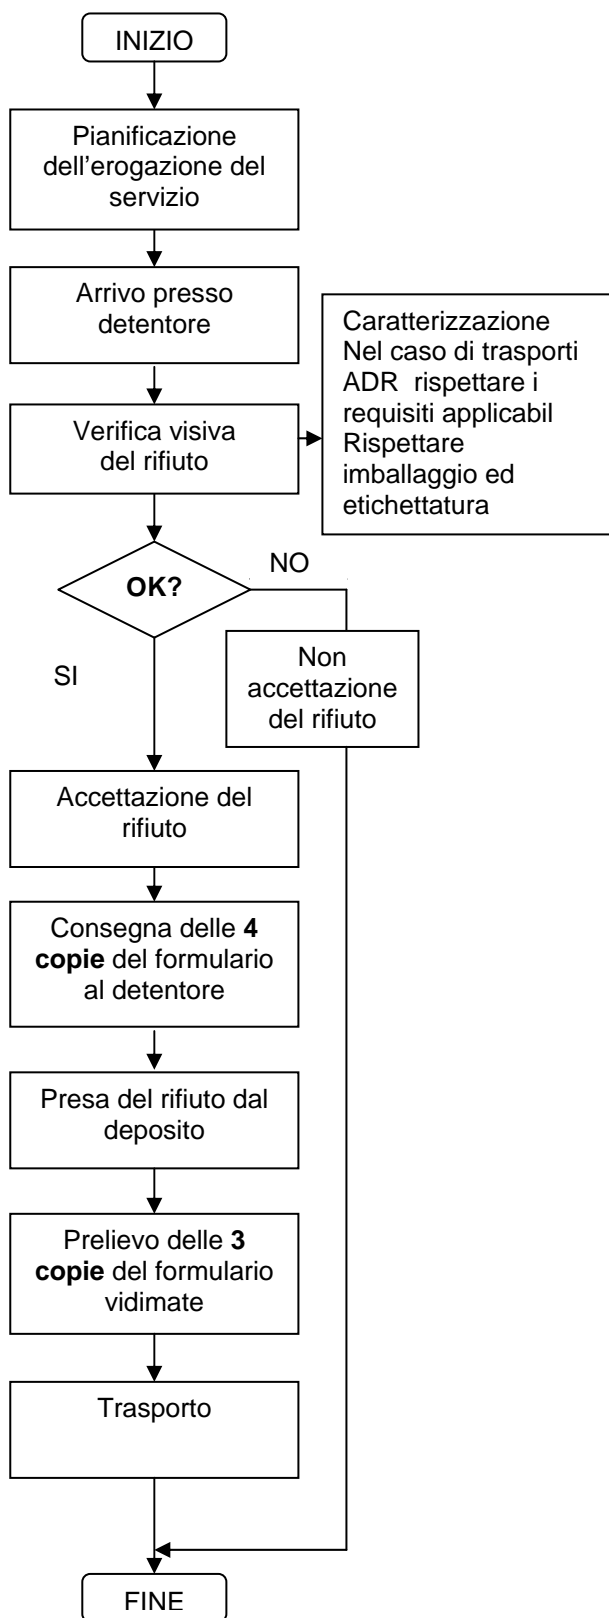 INIZIO
Pianificazione
dell'erogazione del
servizio
Arrivo presso
detentore
Caratterizzazione
Nel caso di trasporti
ADR rispettare i
requisiti applicabil
Rispettare
imballaggio ed
etichettatura
Verifica visiva
del rifiuto
OK?
NO
SI
Non
accettazione
del rifiuto
Accettazione del
rifiuto
Consegna delle 4
copie del formulario
al detentore
Presa del rifiuto dal
deposito
Prelievo delle 3
copie del formulario
vidimate
Trasporto
FINE